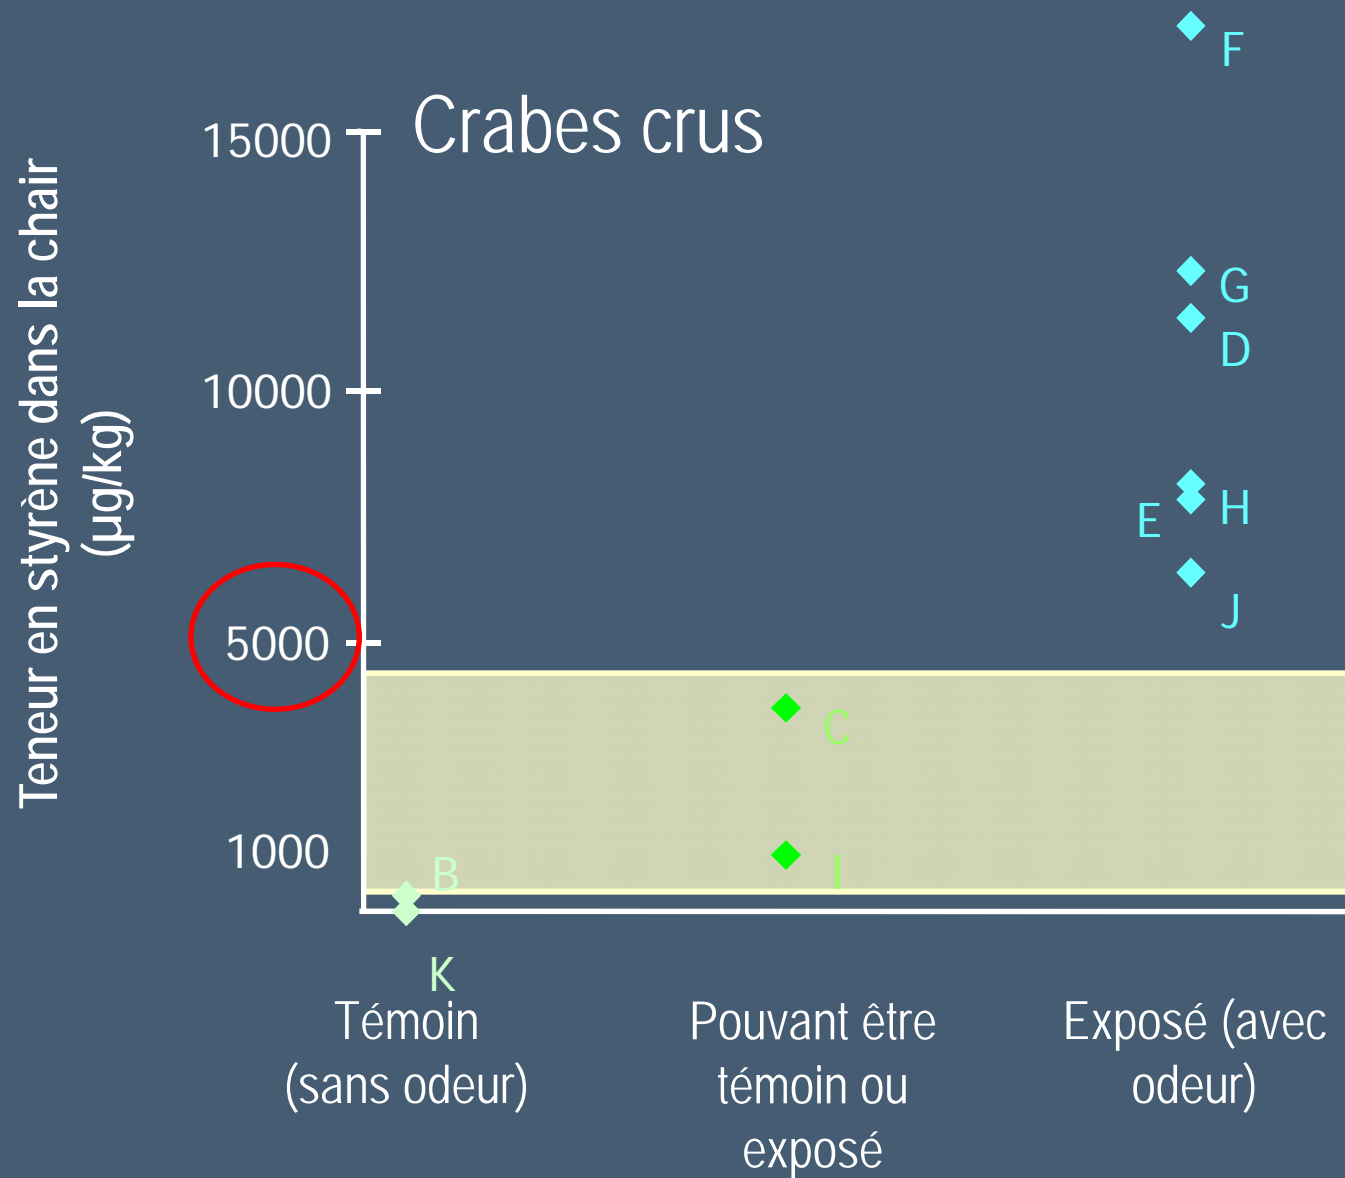 Crabes crus
Teneur en styrène dans la chair
(µg/kg)
15000
10000
5000
1000
F
G
D
H
E
J
C
I
B
K
Témoin
(sans odeur)
Pouvant être
témoin ou
exposé
Exposé (avec
odeur)